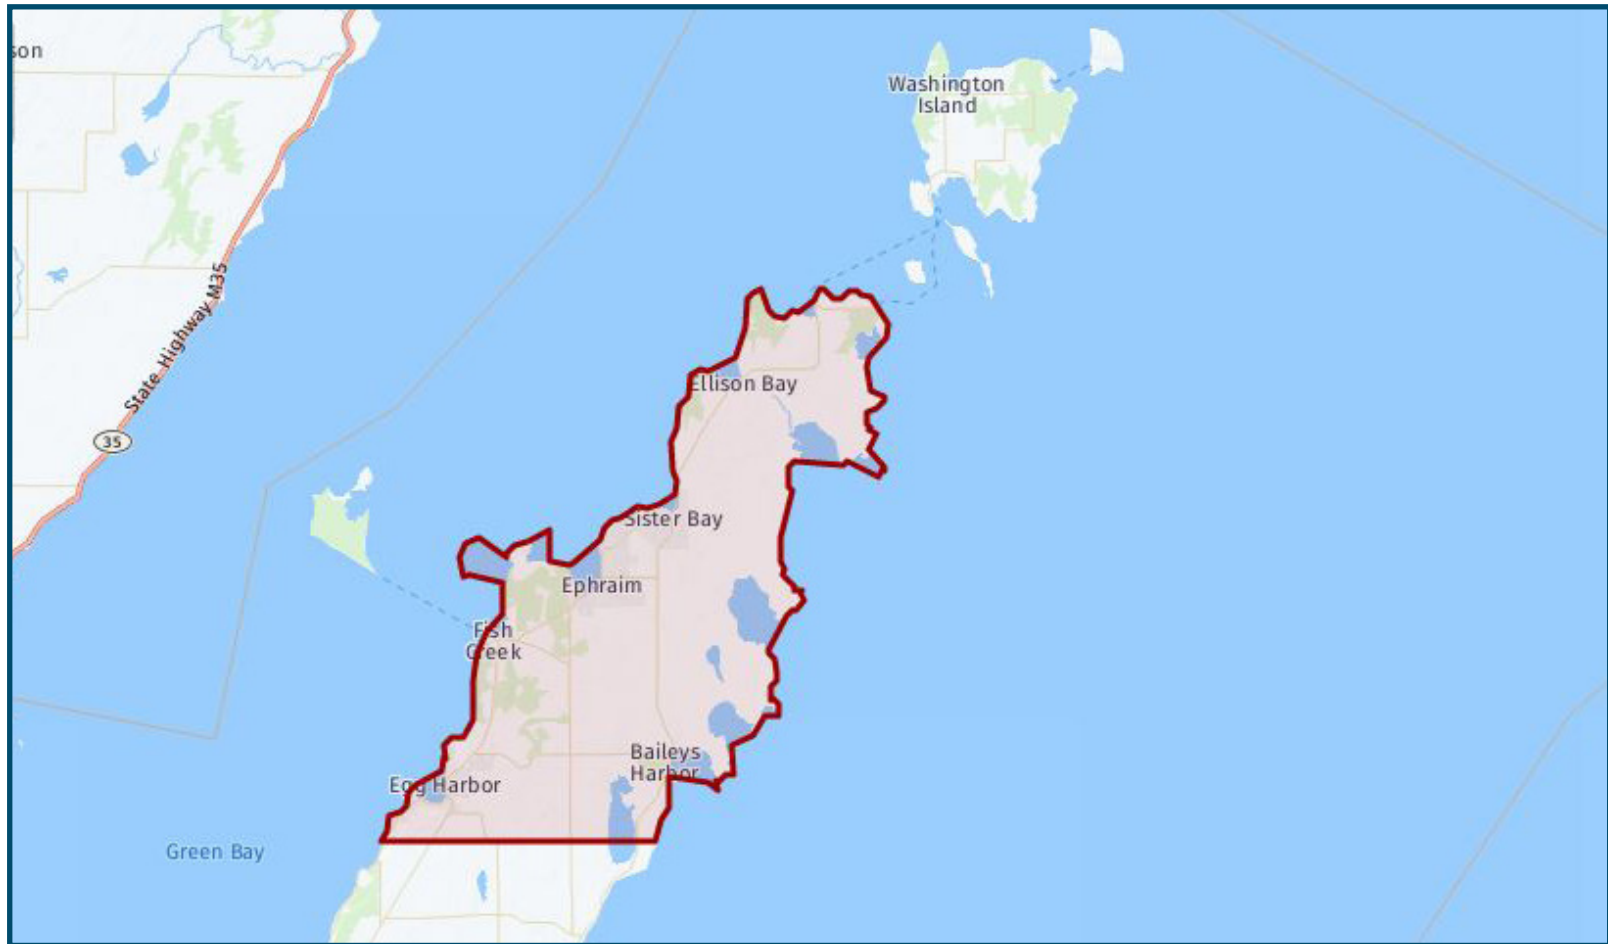 son
Washington
Island
State Highway M35
35
Ellison Bay
Sister Bay
Ephraim
Fish
Creek
Baileys
Harbor
Egg Harbor
Green Bay